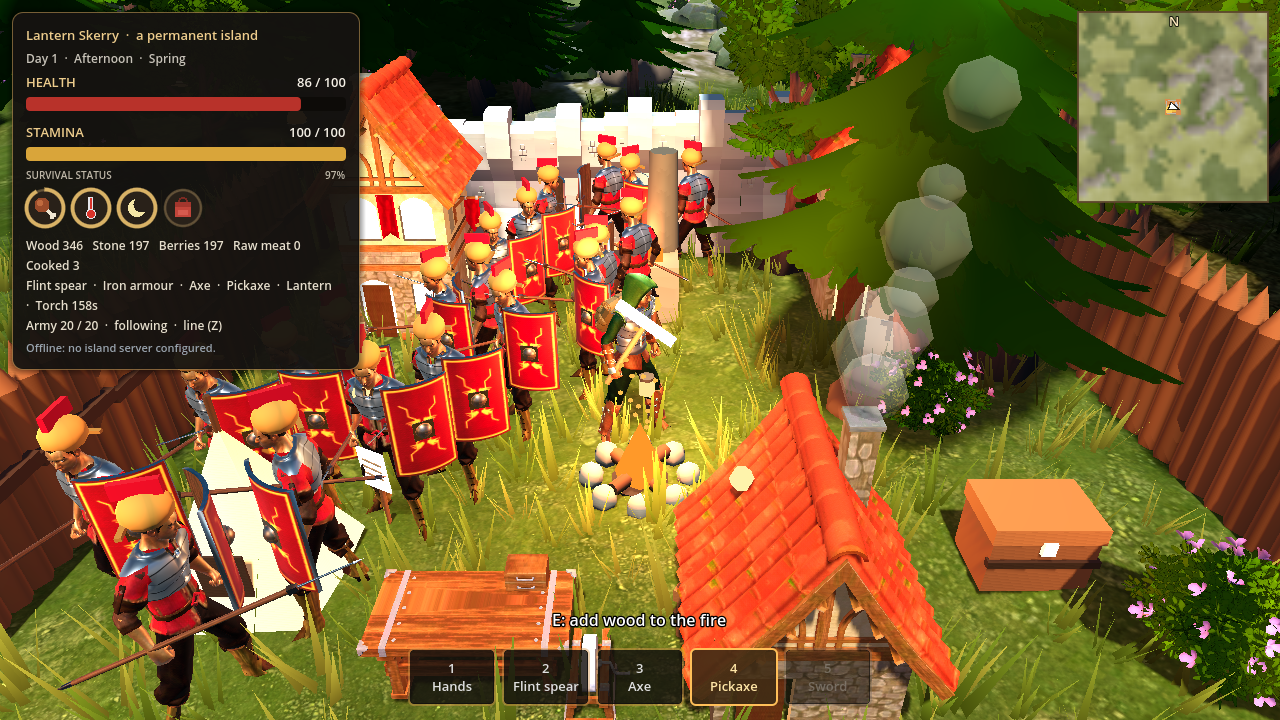 Lantern Skerry · a permanent island
Day 1 · Afternoon · Spring
HEALTH 86 / 100
STAMINA 100 / 100
SURVIVAL STATUS 97%
Wood 346 Stone 197 Berries 197 Raw meat 0
Cooked 3
Flint spear · Iron armour · Axe · Pickaxe · Lantern
· Torch 158s
Army 20 / 20 · following · line (Z)
Offline: no island server configured.
N
E: add wood to the fire
1 2 3 4 5
Hands Flint spear Axe Pickaxe Sword